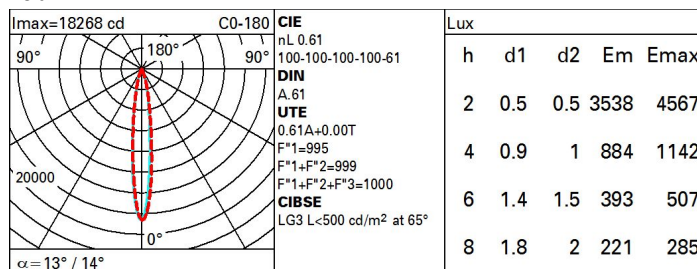 Imax=18268 cd C0-180
90° 180° 90°
20000
0°
α=13° / 14°
CIE
nL 0.61
100-100-100-100-61
DIN
A.61
UTE
0.61A+0.00T
F"1=995
F"1+F"2=999
F"1+F"2+F"3=1000
CIBSE
LG3 L<500 cd/m² at 65°
Lux
h d1 d2 Em Emax
2 0.5 0.5 3538 4567
4 0.9 1 884 1142
6 1.4 1.5 393 507
8 1.8 2 221 285